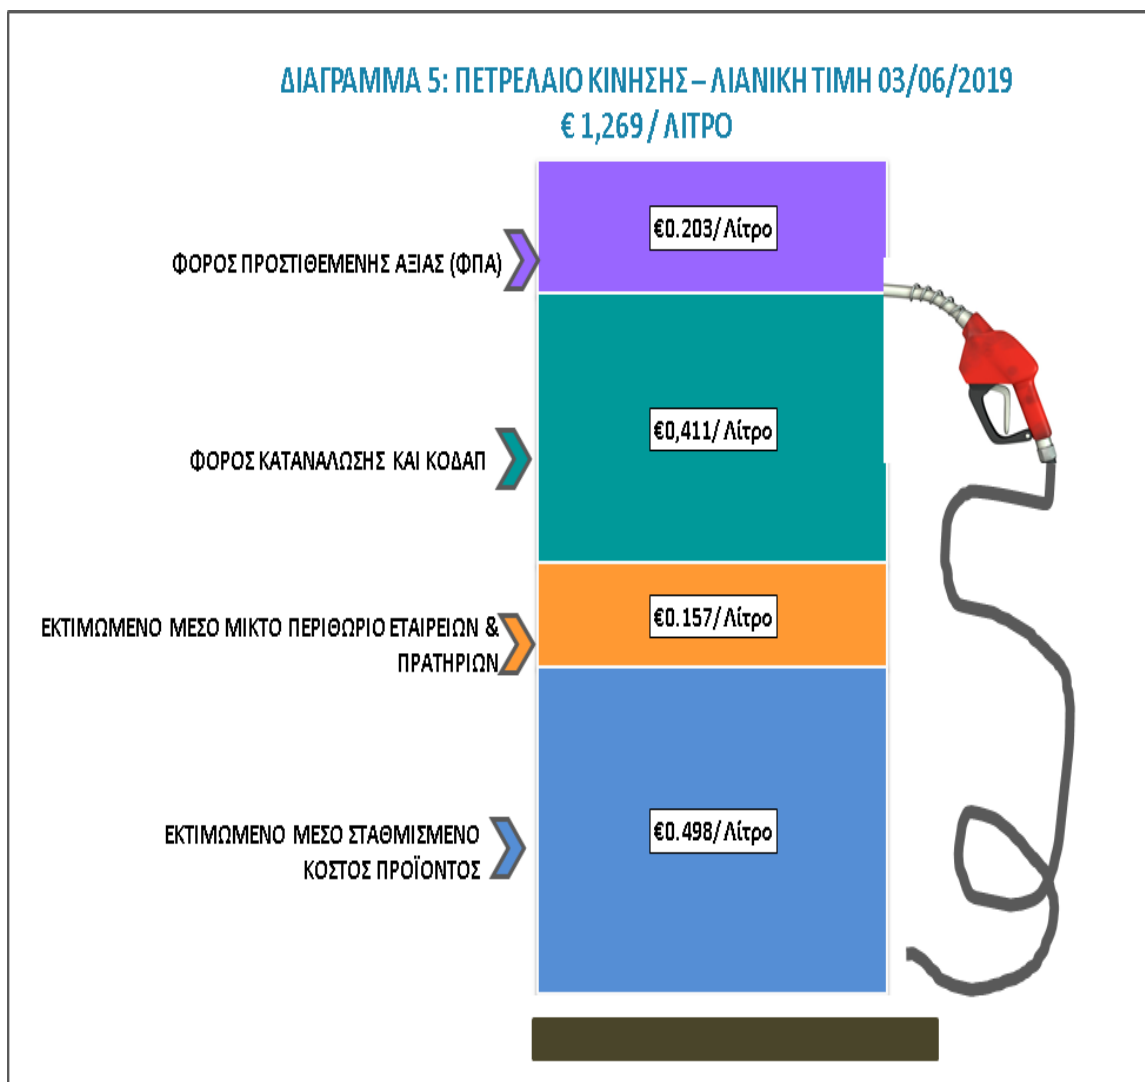 ΔΙΑΓΡΑΜΜΑ 5: ΠΕΤΡΕΛΑΙΟ ΚΙΝΗΣΗΣ – ΛΙΑΝΙΚΗ ΤΙΜΗ 03/06/2019
€ 1,269 / ΛΙΤΡΟ
€0.203/ Λίτρο
ΦΟΡΟΣ ΠΡΟΣΤΙΘΕΜΕΝΗΣ ΑΞΙΑΣ (ΦΠΑ)
€0,411/ Λίτρο
ΦΟΡΟΣ ΚΑΤΑΝΑΛΩΣΗΣ ΚΑΙ ΚΟΔΑΠ
€0.157/ Λίτρο
ΕΚΤΙΜΩΜΕΝΟ ΜΕΣΟ ΜΙΚΤΟ ΠΕΡΙΘΩΡΙΟ ΕΤΑΙΡΕΙΩΝ &
ΠΡΑΤΗΡΙΩΝ
€0.498/ Λίτρο
ΕΚΤΙΜΩΜΕΝΟ ΜΕΣΟ ΣΤΑΘΜΙΣΜΕΝΟ
ΚΟΣΤΟΣ ΠΡΟΪΟΝΤΟΣ